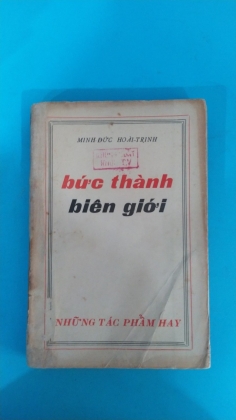 MINH ĐỨC HOÀI-TRINH
bức thành
biên giới
NHỮNG TÁC PHẨM HAY